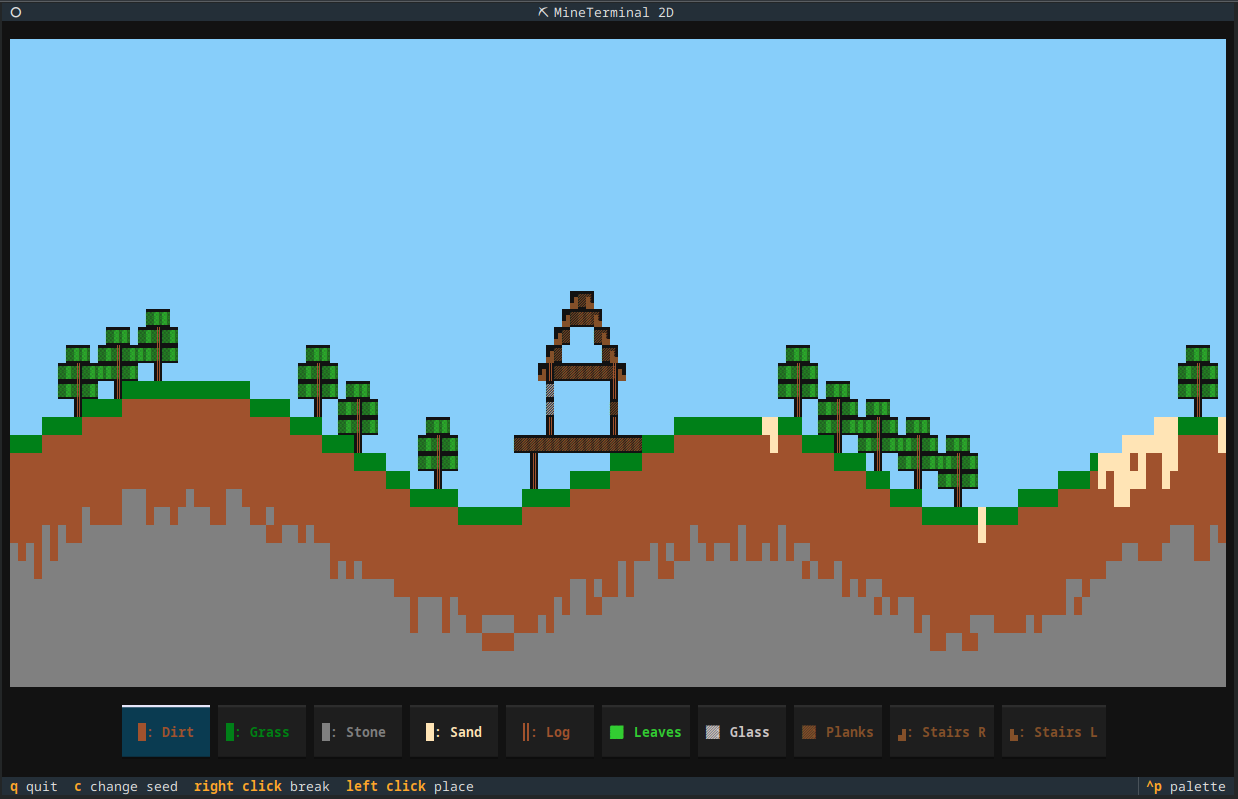 ⛏ MineTerminal 2D
: Dirt : Grass : Stone : Sand : Log Leaves Glass Planks : Stairs R : Stairs L
q quit c change seed right click break left click place ^p palette